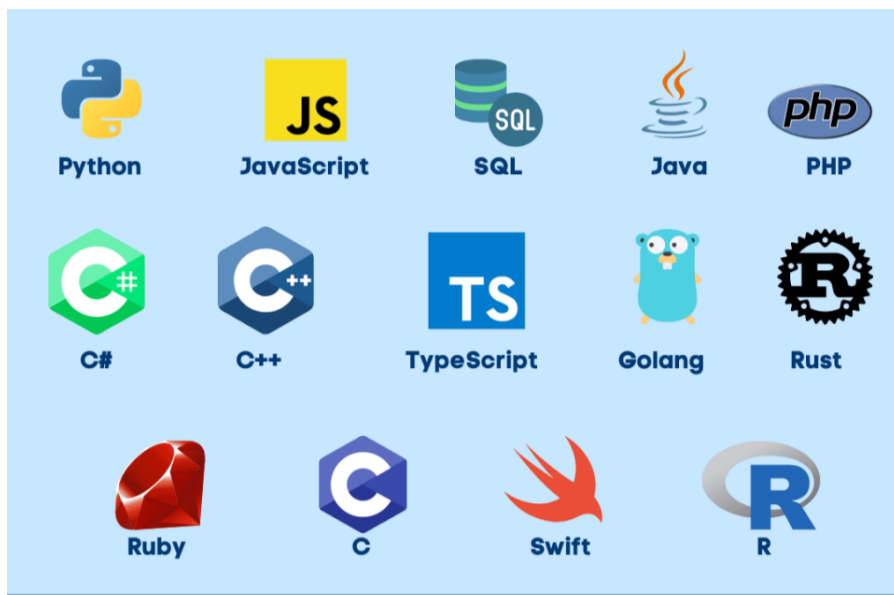 JS
SQL
php
Python JavaScript SQL Java PHP
C#
C++
TS
R
C# C++ TypeScript Golang Rust
C
R
Ruby C Swift R